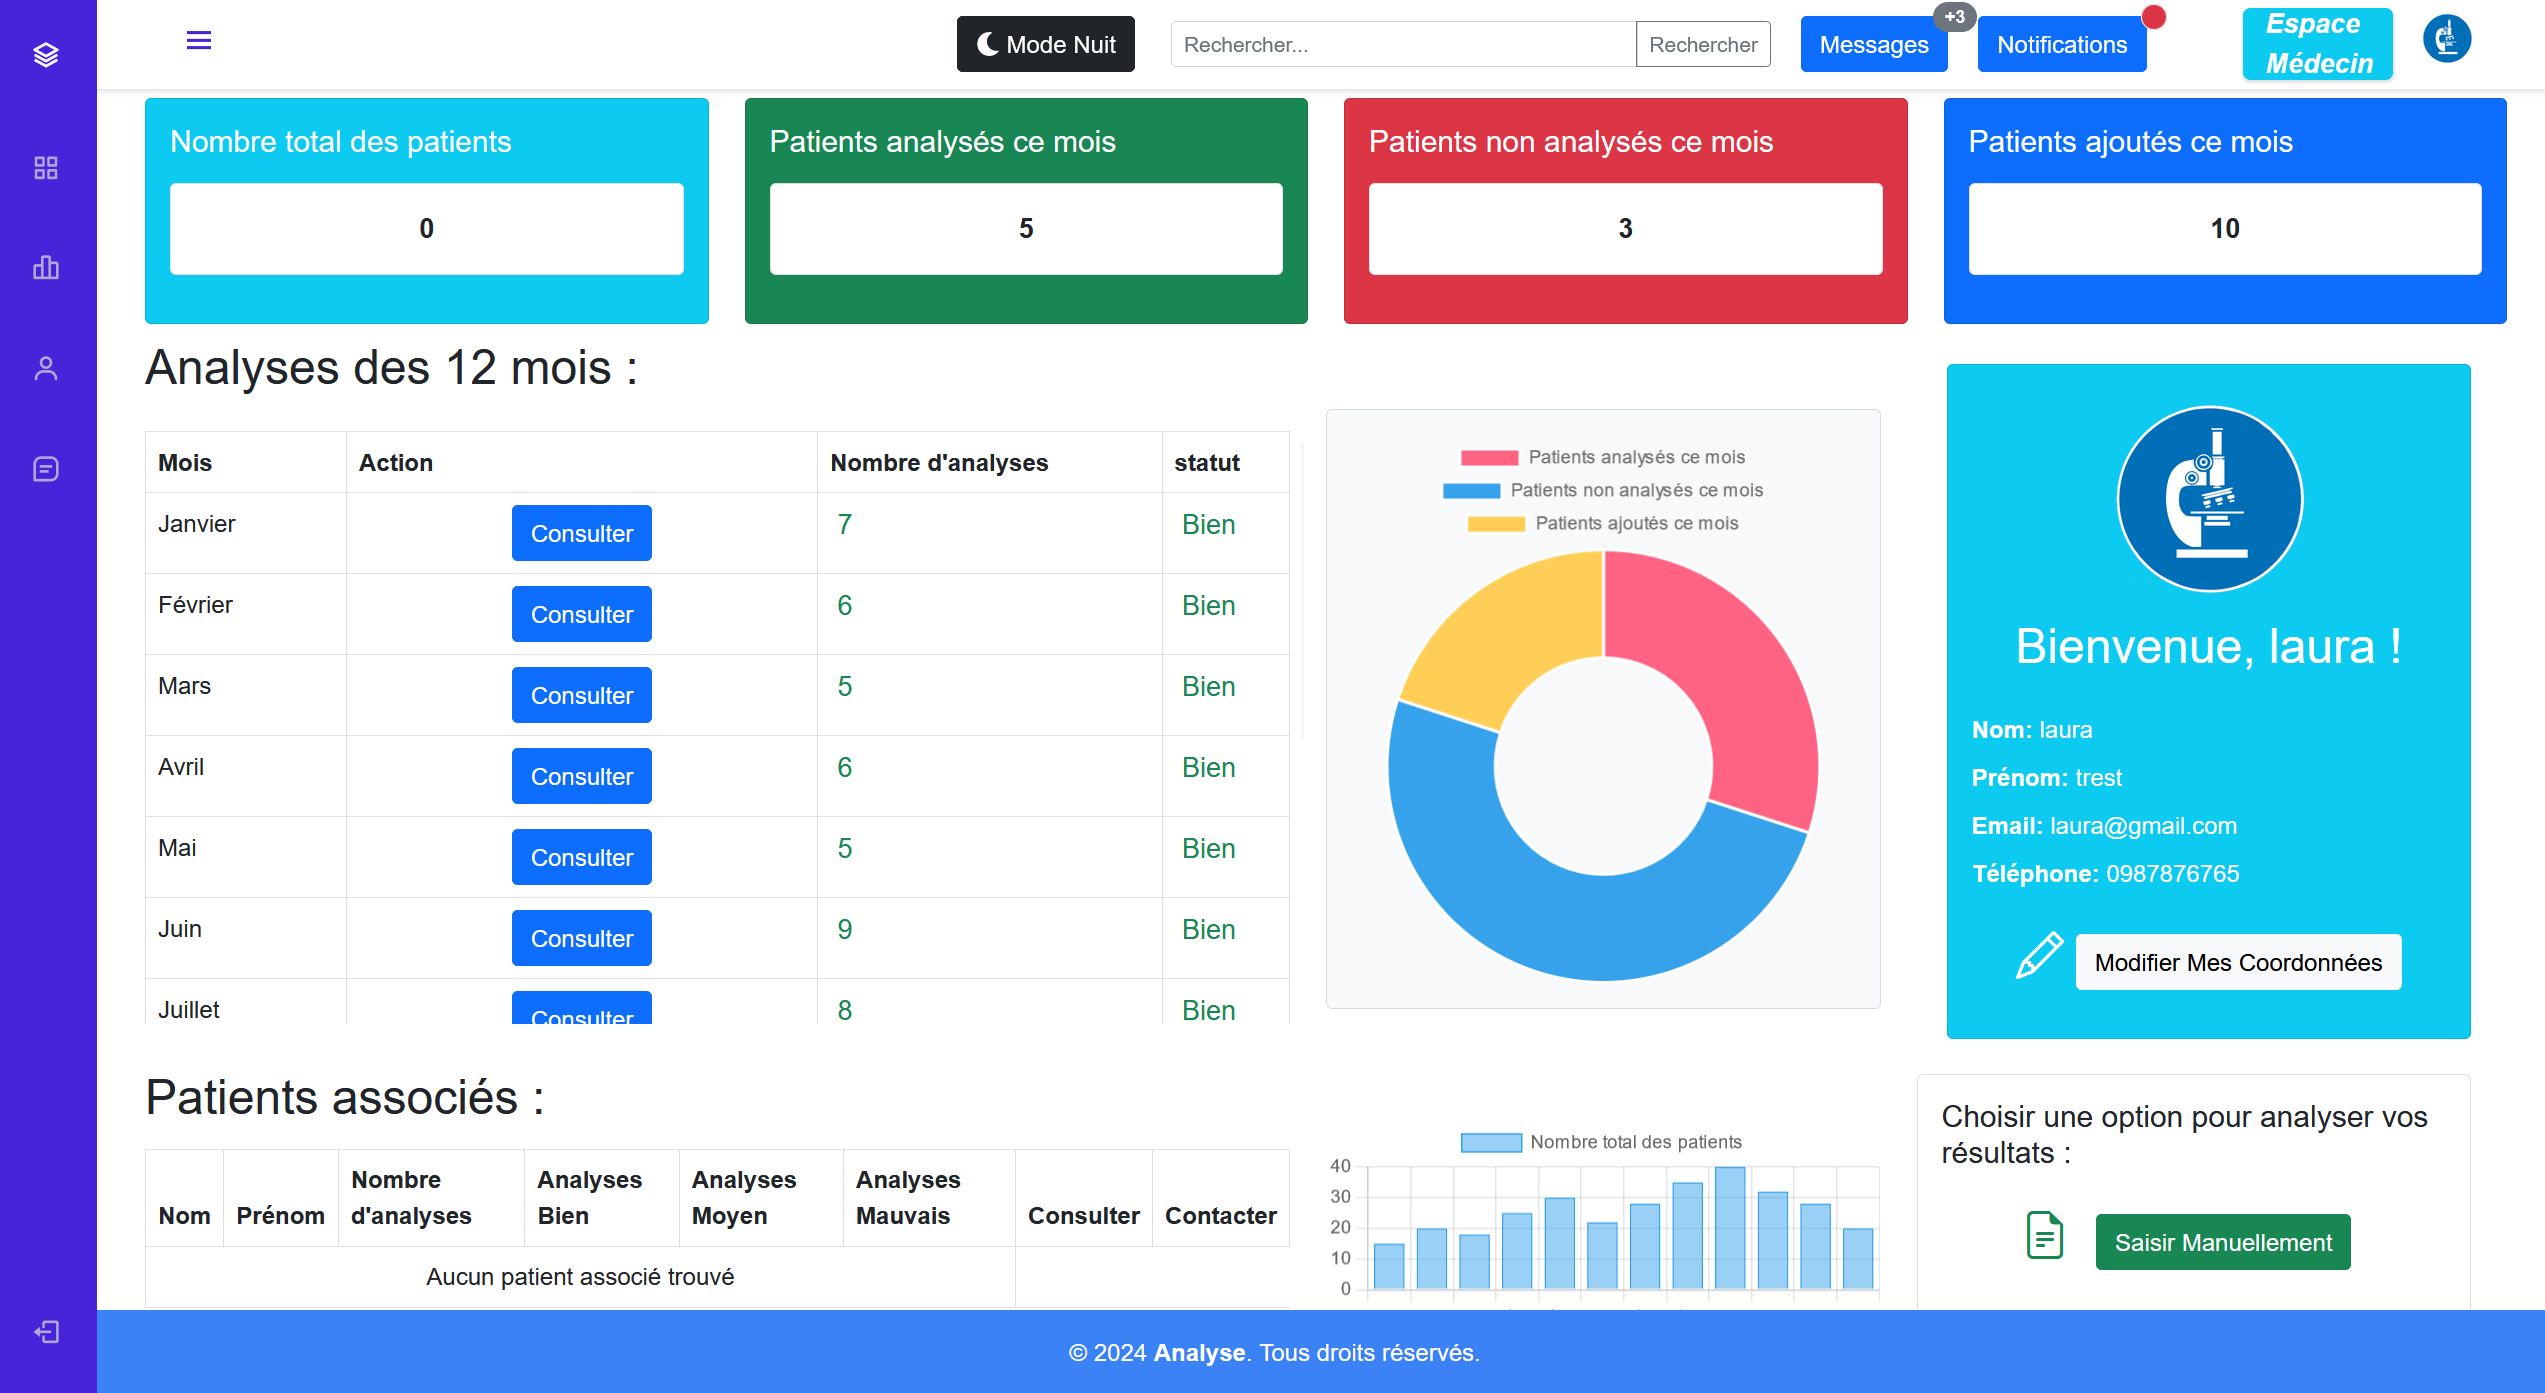 Mode Nuit
Rechercher...
Rechercher
Messages
+3
Notifications
Espace
Médecin
Nombre total des patients
0
Patients analysés ce mois
5
Patients non analysés ce mois
3
Patients ajoutés ce mois
10
Analyses des 12 mois :
Mois Action Nombre d'analyses statut
Janvier Consulter 7 Bien
Février Consulter 6 Bien
Mars Consulter 5 Bien
Avril Consulter 6 Bien
Mai Consulter 5 Bien
Juin Consulter 9 Bien
Juillet Consulter 8 Bien
Patients analysés ce mois
Patients non analysés ce mois
Patients ajoutés ce mois
Bienvenue, laura !
Nom: laura
Prénom: trest
Email: laura@gmail.com
Téléphone: 0987876765
Modifier Mes Coordonnées
Patients associés :
Nom Prénom Nombre d'analyses Analyses Bien Analyses Moyen Analyses Mauvais Consulter Contacter
Aucun patient associé trouvé
Nombre total des patients
40
30
20
10
0
Choisir une option pour analyser vos
résultats :
Saisir Manuellement
© 2024 Analyse. Tous droits réservés.